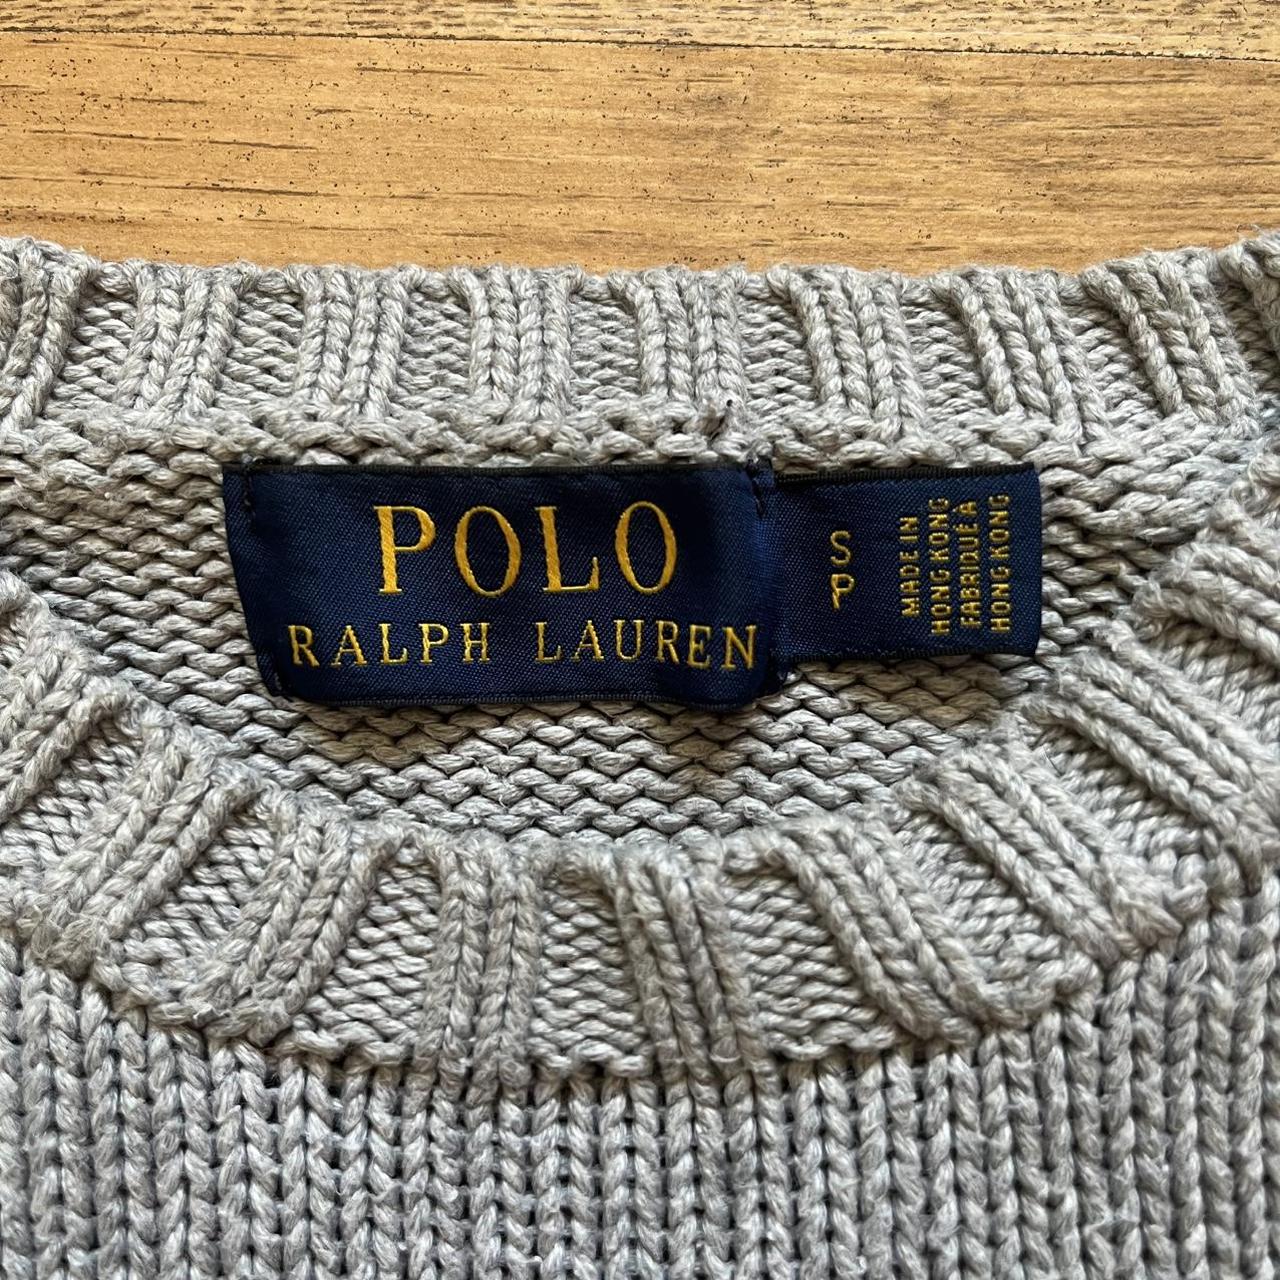 POLO
RALPH LAUREN
S
P
MADE IN
HONG KONG
FABRIQUÉ À
HONG KONG